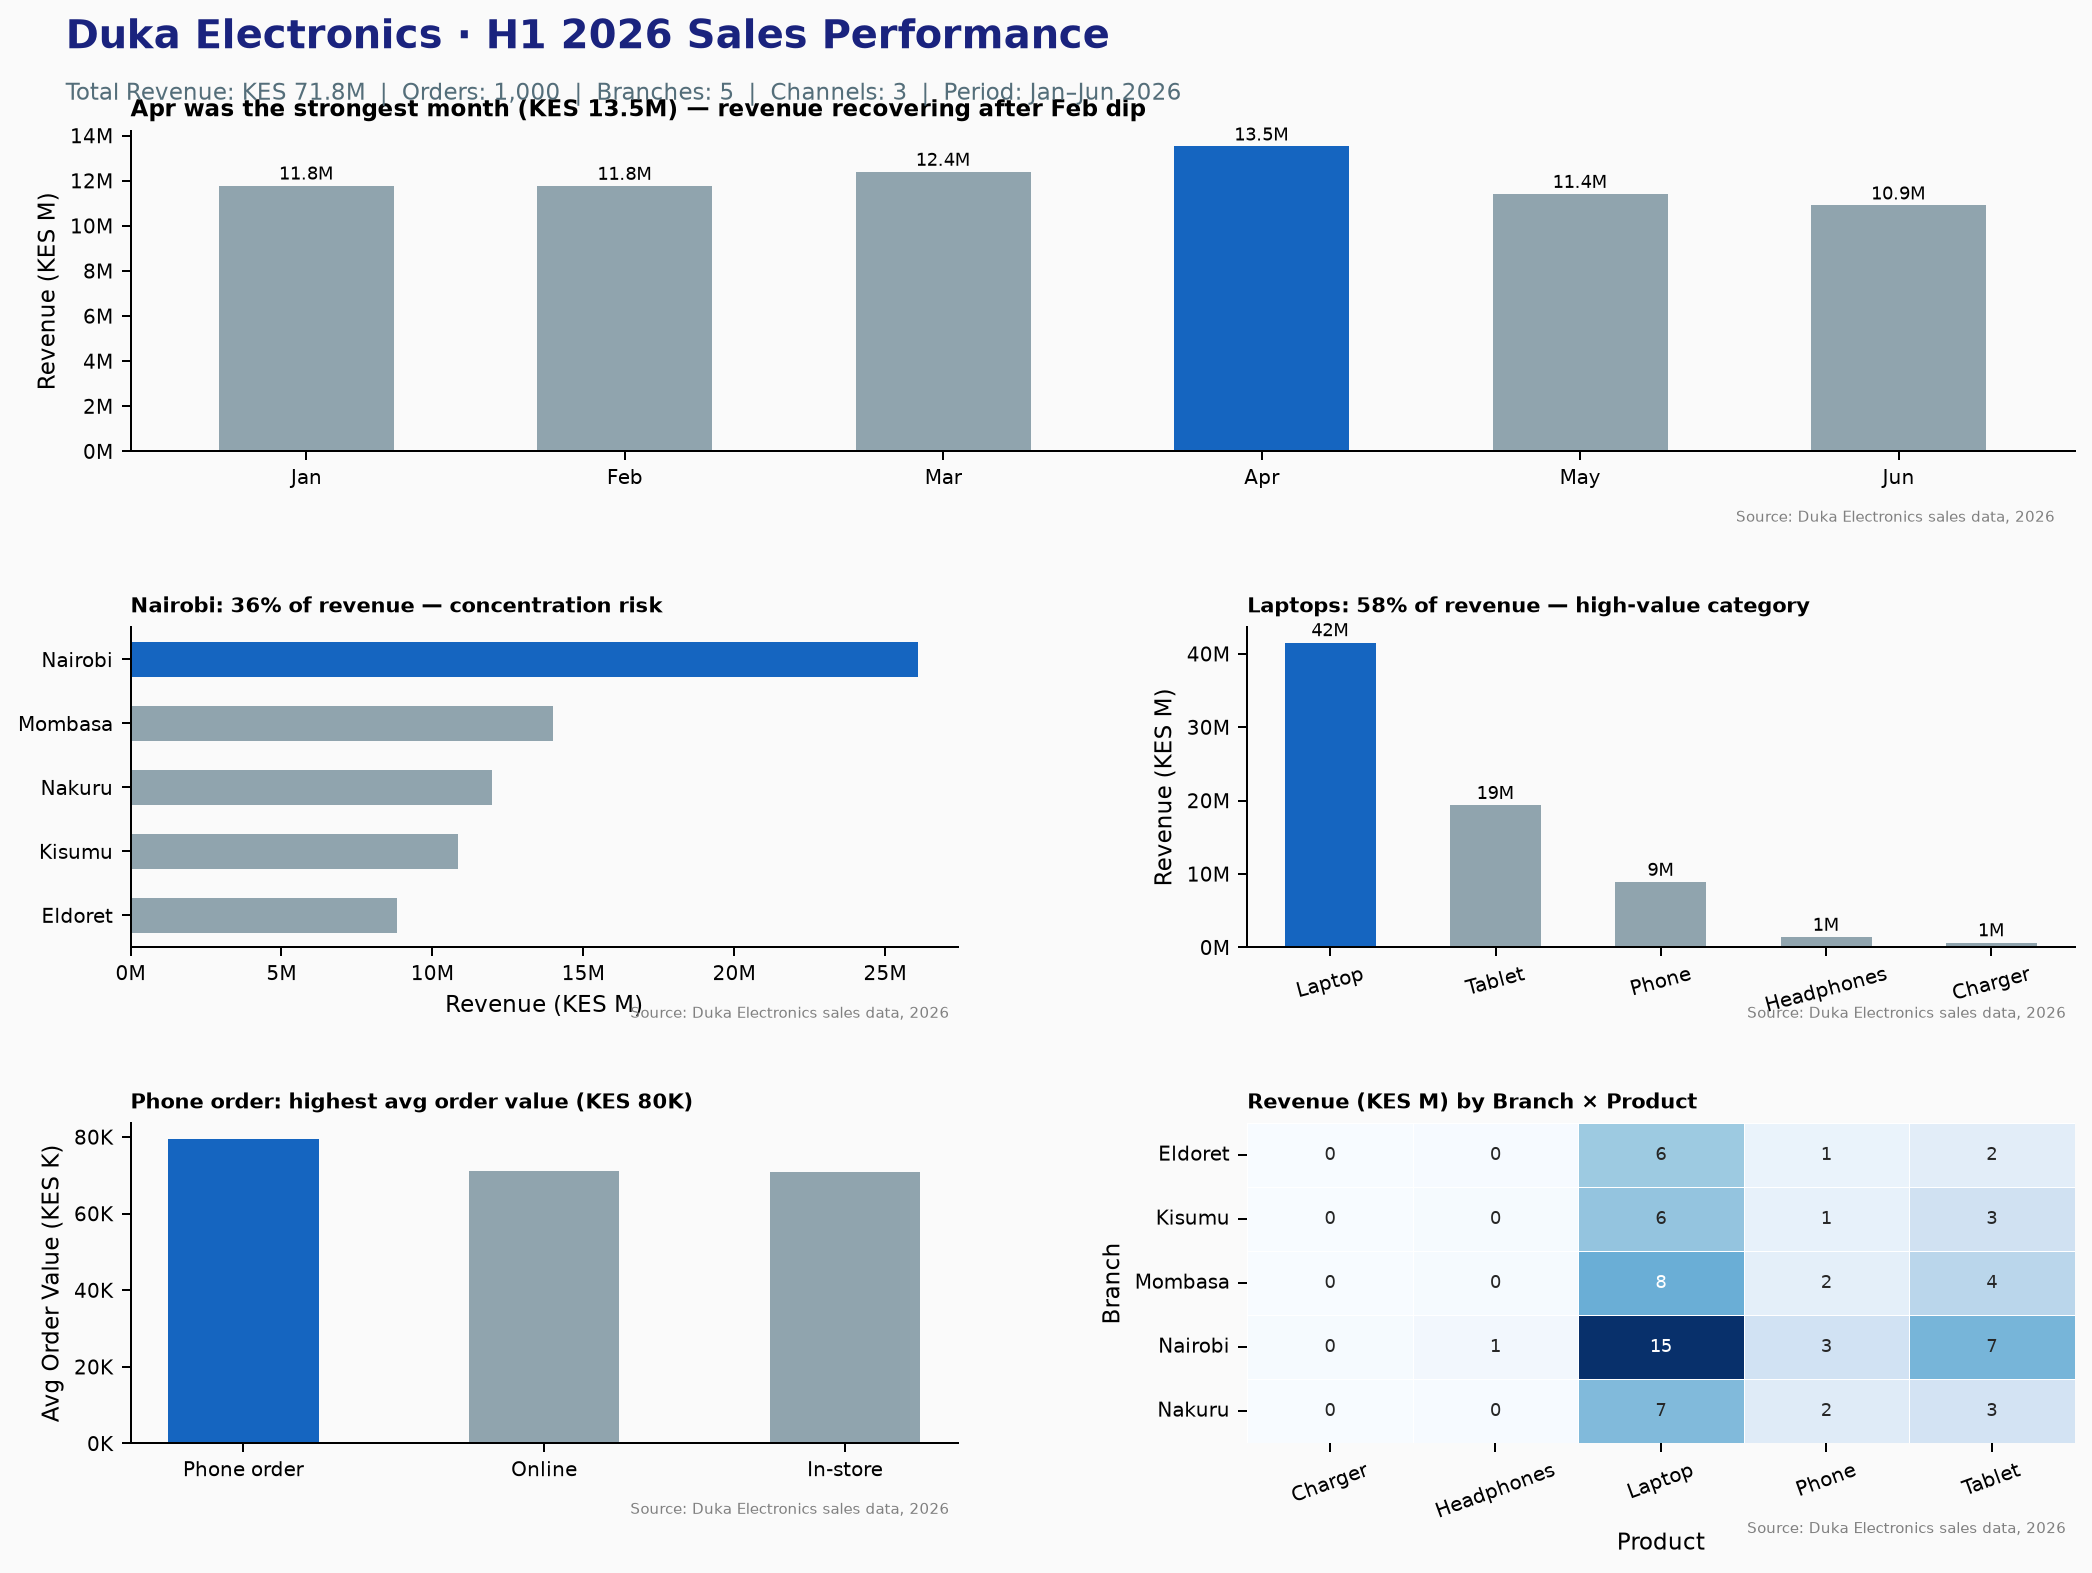 Duka Electronics · H1 2026 Sales Performance
Total Revenue: KES 71.8M | Orders: 1,000 | Branches: 5 | Channels: 3 | Period: Jan–Jun 2026
Apr was the strongest month (KES 13.5M) — revenue recovering after Feb dip
Revenue (KES M)
14M
12M
10M
8M
6M
4M
2M
0M
11.8M
11.8M
12.4M
13.5M
11.4M
10.9M
Jan Feb Mar Apr May Jun
Source: Duka Electronics sales data, 2026
Nairobi: 36% of revenue — concentration risk
Nairobi
Mombasa
Nakuru
Kisumu
Eldoret
0M 5M 10M 15M 20M 25M
Revenue (KES M)
Source: Duka Electronics sales data, 2026
Laptops: 58% of revenue — high-value category
Revenue (KES M)
40M
30M
20M
10M
0M
42M
19M
9M
1M
1M
Laptop Tablet Phone Headphones Charger
Source: Duka Electronics sales data, 2026
Phone order: highest avg order value (KES 80K)
Avg Order Value (KES K)
80K
60K
40K
20K
0K
Phone order Online In-store
Source: Duka Electronics sales data, 2026
Revenue (KES M) by Branch × Product
Branch
Eldoret 0 0 6 1 2
Kisumu 0 0 6 1 3
Mombasa 0 0 8 2 4
Nairobi 0 1 15 3 7
Nakuru 0 0 7 2 3
Charger Headphones Laptop Phone Tablet
Product
Source: Duka Electronics sales data, 2026